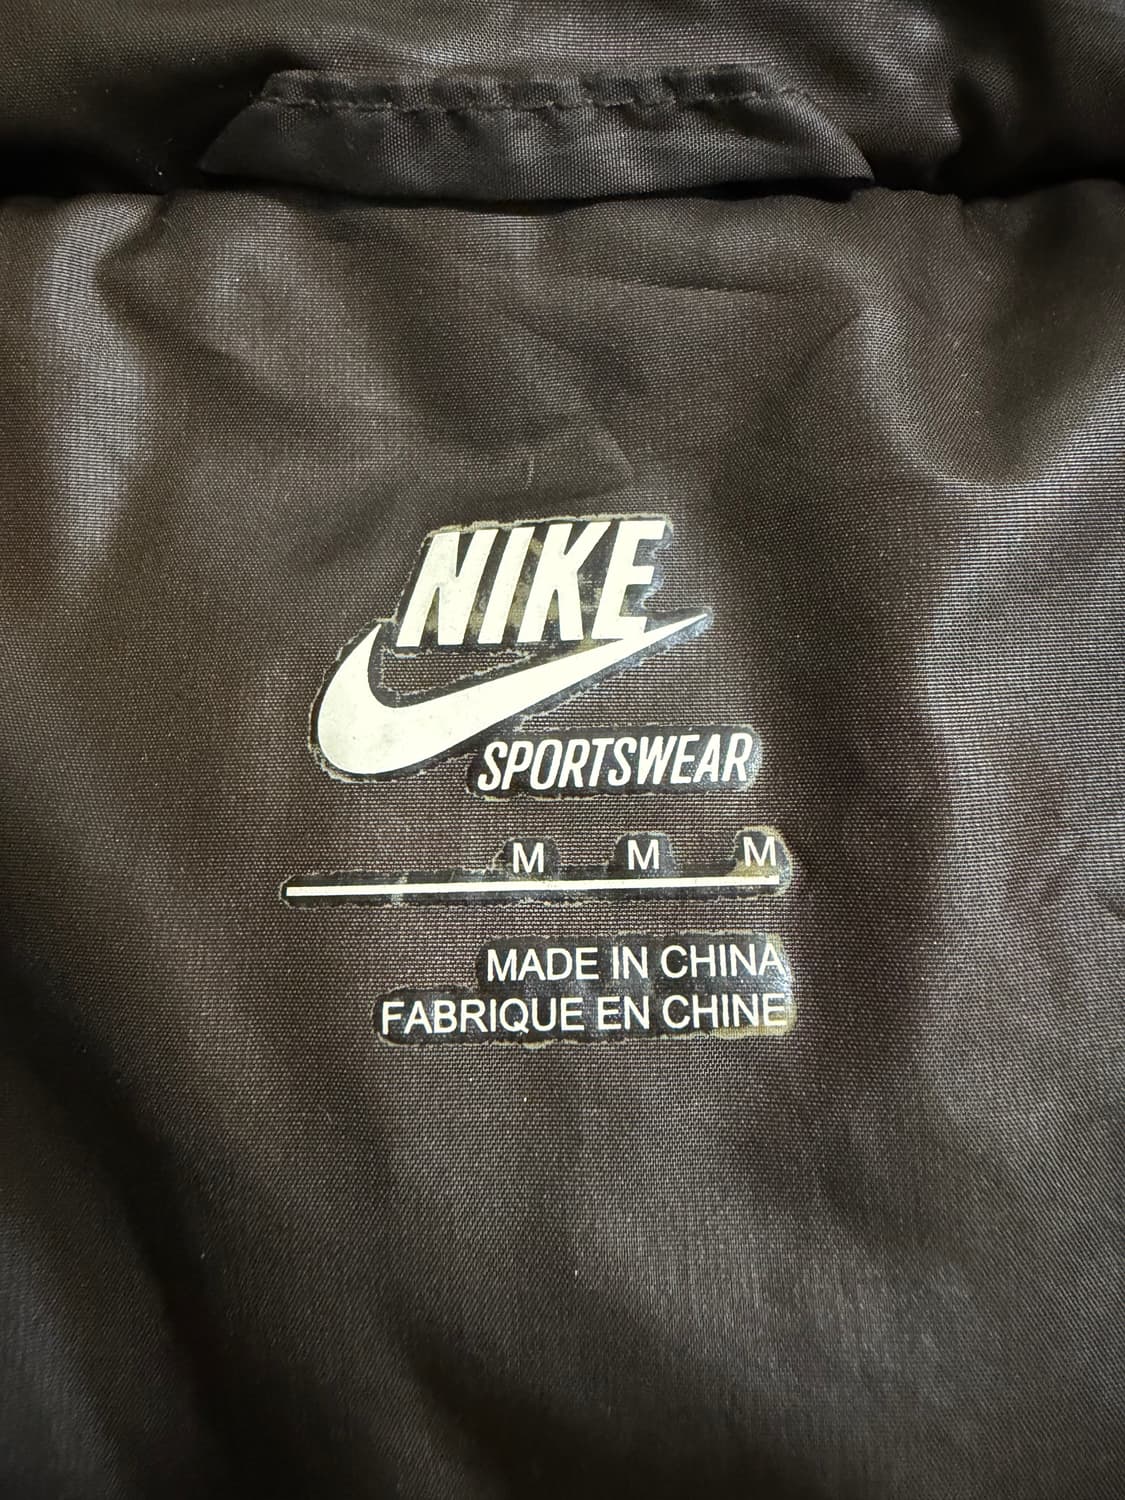 NIKE
SPORTSWEAR
M M M
MADE IN CHINA
FABRIQUE EN CHINE